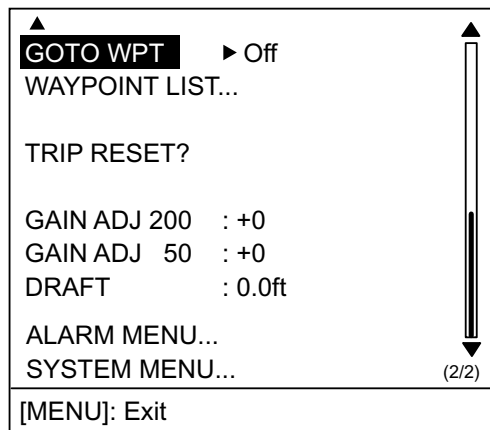 GOTO WPT ▶ Off
WAYPOINT LIST...
TRIP RESET?
GAIN ADJ 200 : +0
GAIN ADJ 50 : +0
DRAFT : 0.0ft
ALARM MENU...
SYSTEM MENU...
(2/2)
[MENU]: Exit